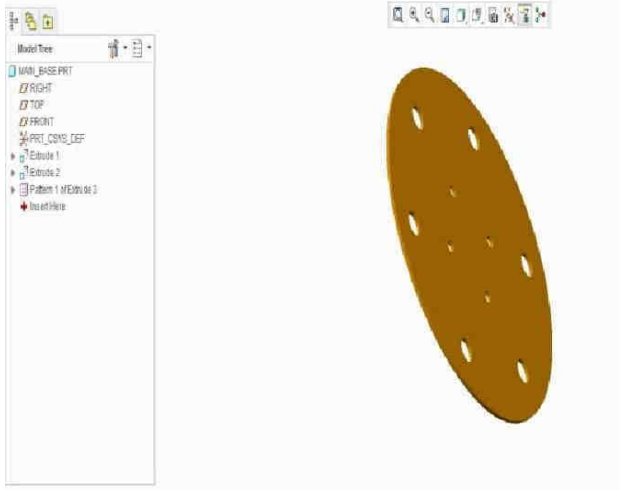 Model Tree
MAIN_BASE.PRT
RIGHT
TOP
FRONT
PRT_CSYS_DEF
Extrude 1
Extrude 2
Pattern 1 of Extrude 3
Insert Here